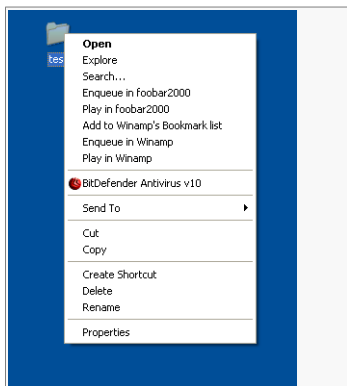 tes
Open
Explore
Search...
Enqueue in foobar2000
Play in foobar2000
Add to Winamp's Bookmark list
Enqueue in Winamp
Play in Winamp
BitDefender Antivirus v10
Send To
Cut
Copy
Create Shortcut
Delete
Rename
Properties